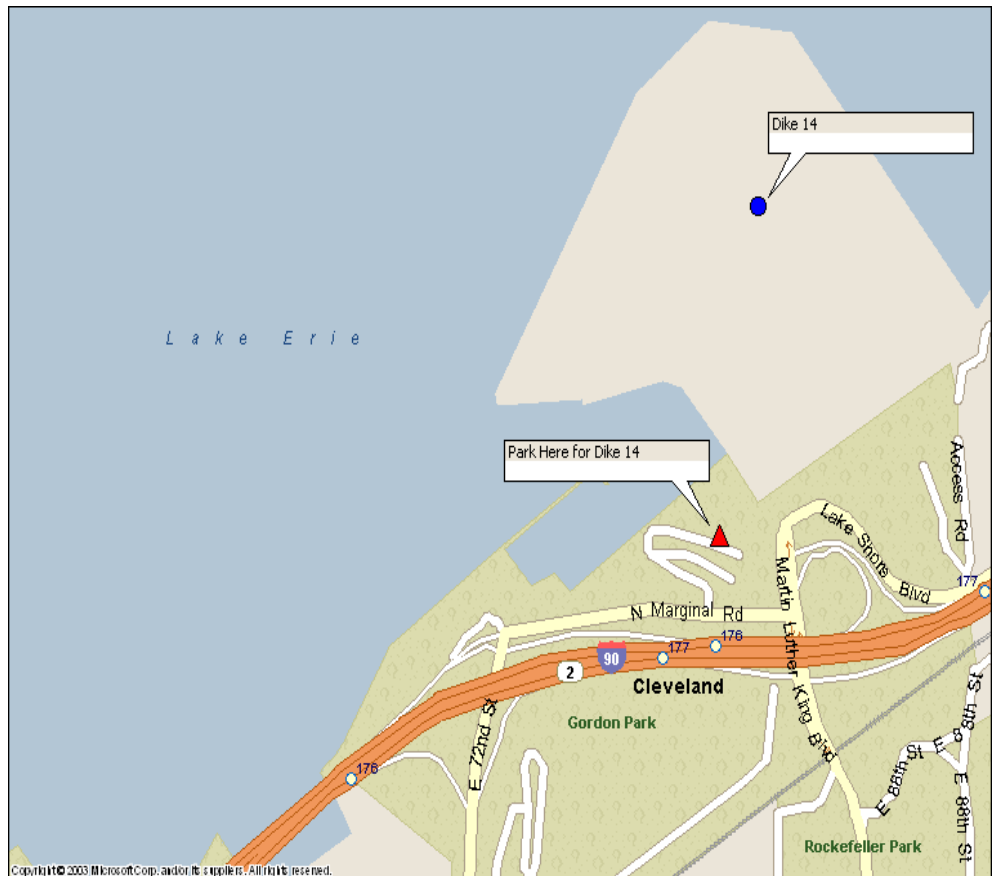 Dike 14
Lake Erie
Park Here for Dike 14
Access Rd
Lake Shore Blvd
177
Martin Luther King Blvd
N Marginal Rd
176
177
90
2
Cleveland
E 72nd St
Gordon Park
176
E 88th St
E 88th St
E 88th St
Rockefeller Park
Copyright © 2003 Microsoft Corp. and/or its suppliers. All rights reserved.